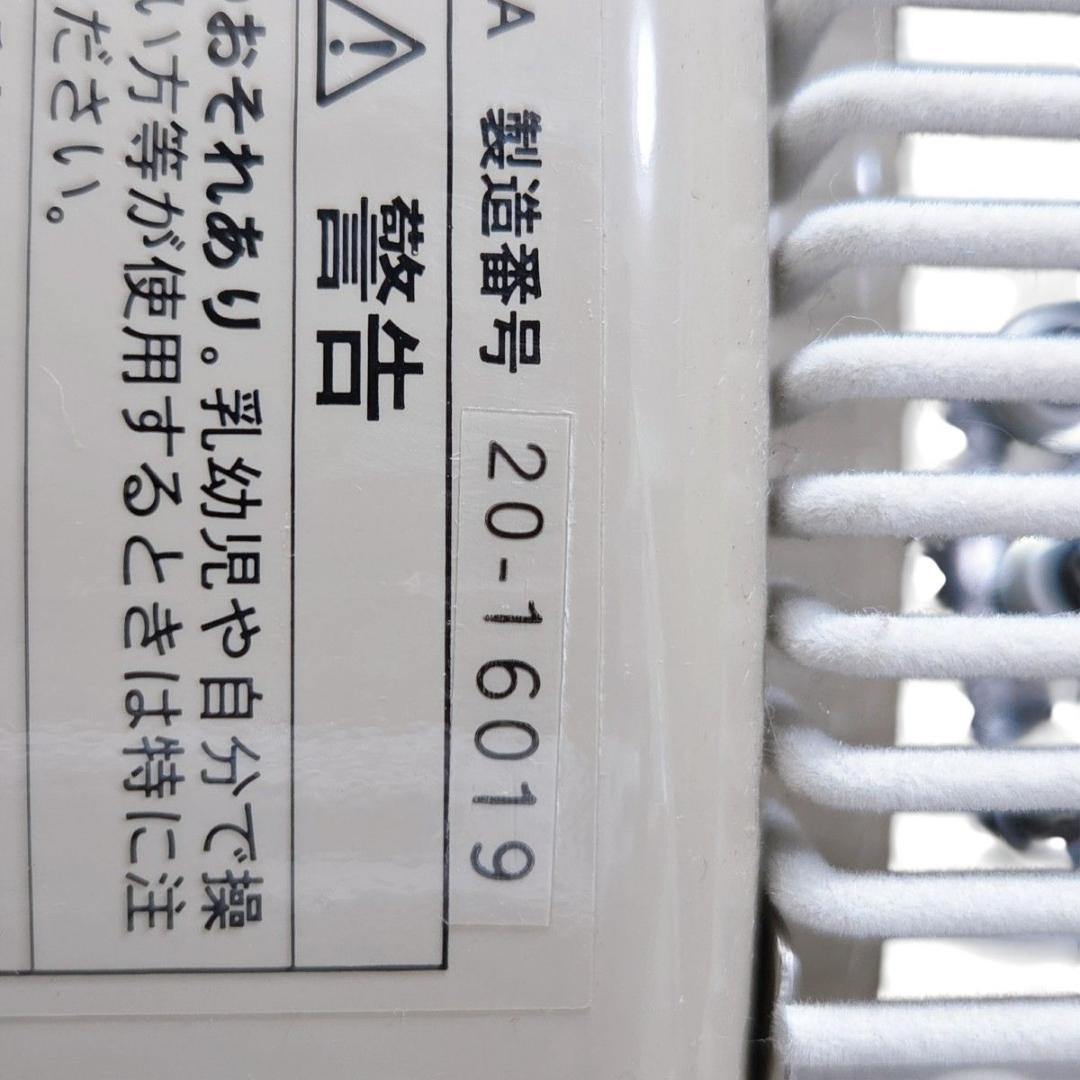 A 製造番号 20-16019
警告
おそれあり。乳幼児や自分で操
い方等が使用するときは特に注
ださい。